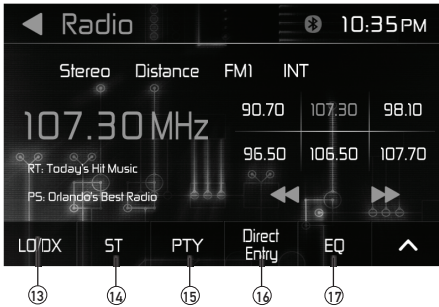 Radio 10:35 PM
Stereo Distance FM1 INT
107.30 MHz
90.70 107.30 98.10
96.50 106.50 107.70
RT: Today's Hit Music
PS: Orlando's Best Radio
LO/DX ST PTY Direct Entry EQ
13 14 15 16 17